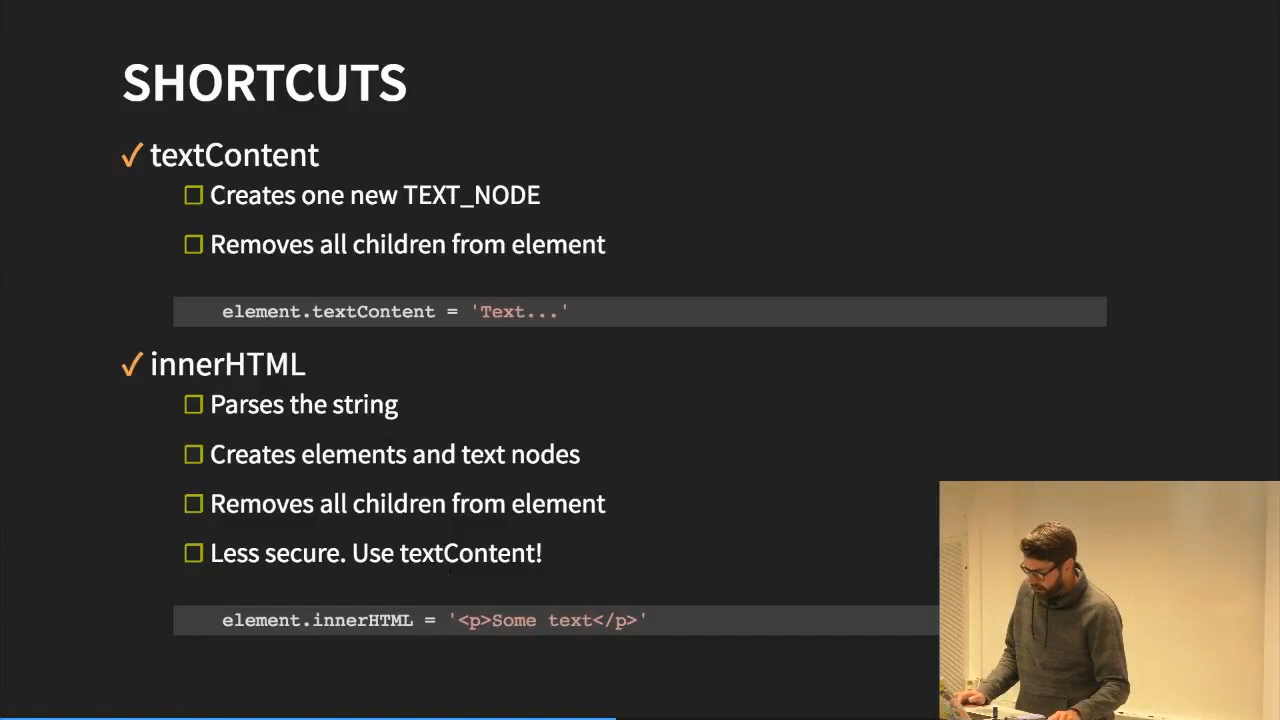 SHORTCUTS
✓ textContent
☐ Creates one new TEXT_NODE
☐ Removes all children from element
element.textContent = 'Text...'
✓ innerHTML
☐ Parses the string
☐ Creates elements and text nodes
☐ Removes all children from element
☐ Less secure. Use textContent!
element.innerHTML = '<p>Some text</p>'